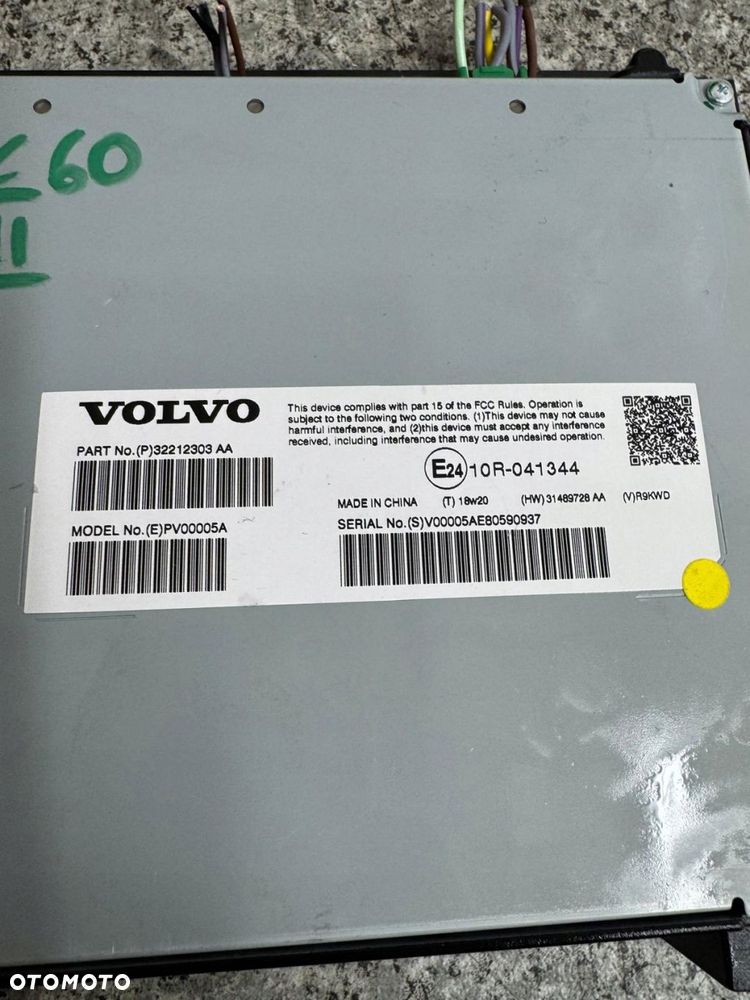 60
II
VOLVO
This device complies with part 15 of the FCC Rules. Operation is
subject to the following two conditions. (1)This device may not cause
harmful interference, and (2)this device must accept any interference
received, including interference that may cause undesired operation.
PART No.(P)32212303 AA
E24 10R-041344
MADE IN CHINA (T) 18w20 (HW) 31489728 AA (V)R9KWD
MODEL No.(E)PV00005A
SERIAL No.(S)V00005AE80590937
OTOMOTO